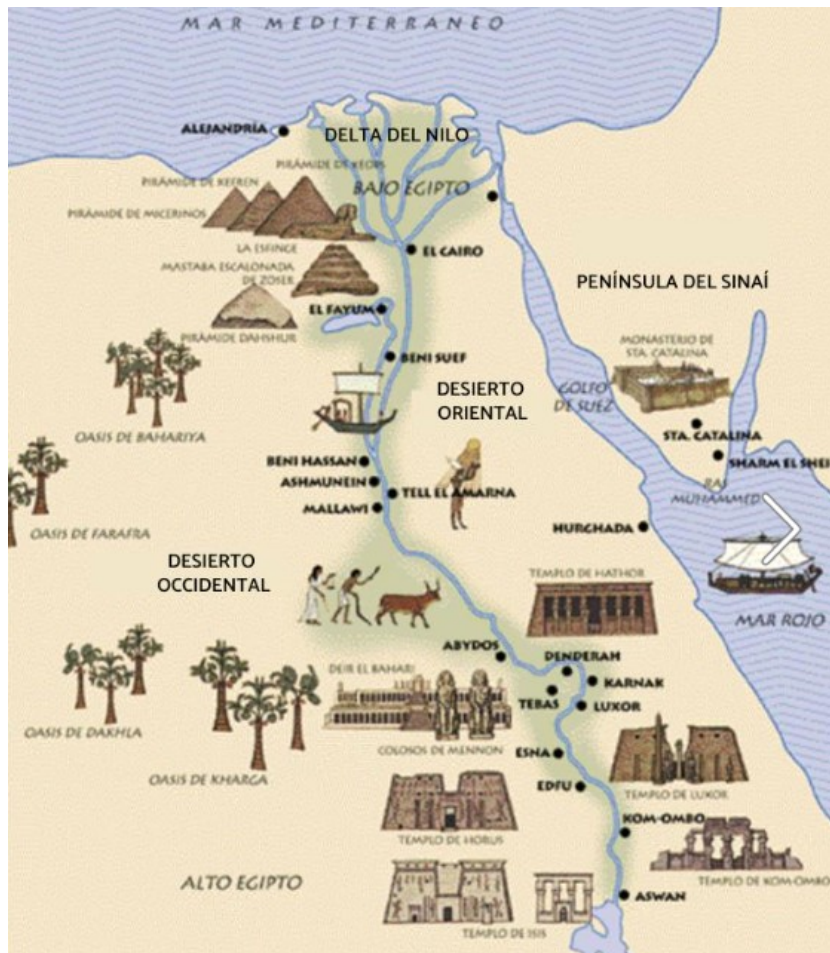 MAR MEDITERRANEO
ALEJANDRÍA
DELTA DEL NILO
PIRÁMIDE DE KEOPS
PIRÁMIDE DE KEFREN
BAJO EGIPTO
PIRÁMIDE DE MICERINOS
LA ESFINGE
EL CAIRO
MASTABA ESCALONADA
DE ZOSER
PENÍNSULA DEL SINAÍ
EL FAYUM
PIRÁMIDE DAHSHUR
MONASTERIO DE
STA. CATALINA
BENI SUEF
DESIERTO
ORIENTAL
GOLFO
DE SUEZ
OASIS DE BAHARIYA
STA. CATALINA
BENI HASSAN
SHARM EL SHEI
ASHMUNEIN
TELL EL AMARNA
RAS
MUHAMMED
MALLAWI
OASIS DE FARAFRA
HURGHADA
DESIERTO
OCCIDENTAL
TEMPLO DE HATHOR
MAR ROJO
ABYDOS
DENDERAH
DEIR EL BAHARI
KARNAK
TEBAS
LUXOR
OASIS DE DAKHLA
COLOSOS DE MENNON
ESNA
OASIS DE KHARGA
EDFU
TEMPLO DE LUXOR
KOM-OMBO
TEMPLO DE HORUS
ALTO EGIPTO
TEMPLO DE KOM-OMBO
ASWAN
TEMPLO DE ISIS